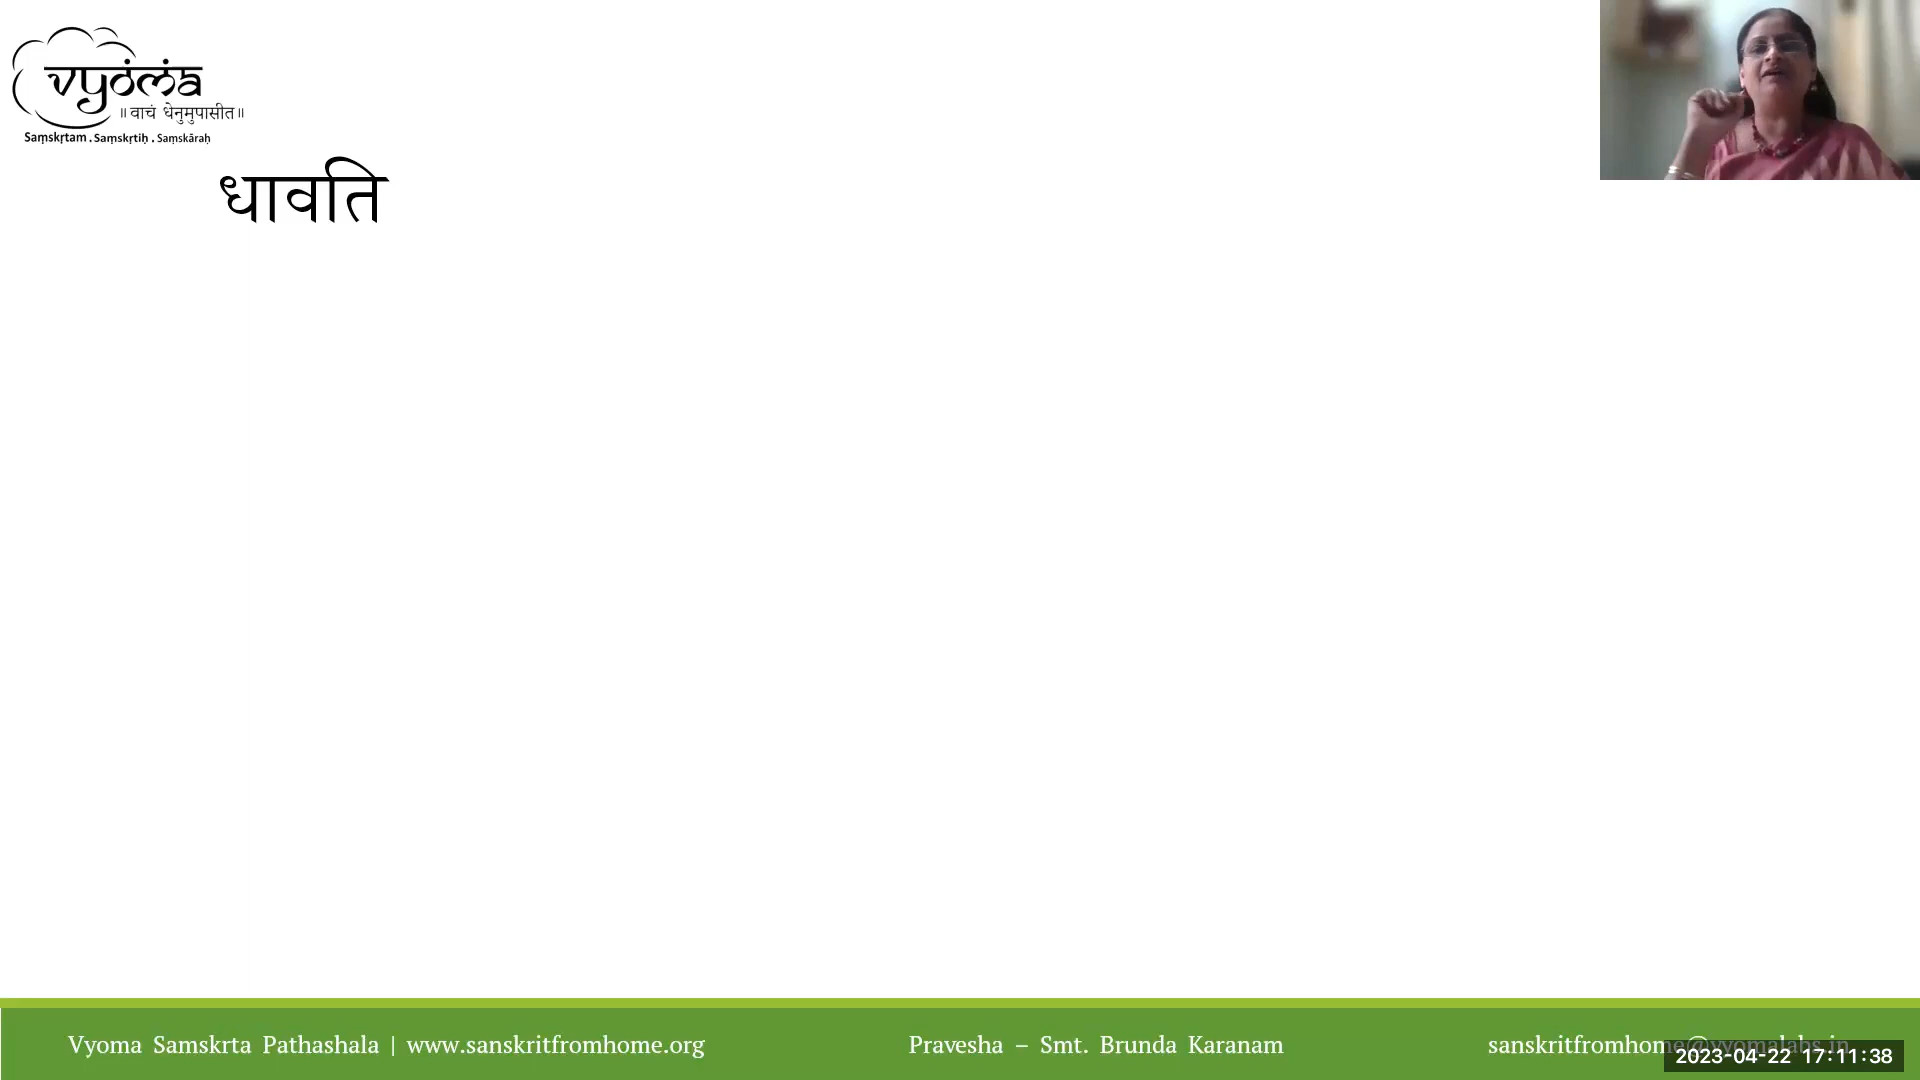 vyoma
॥ वाचं धेनुमुपासीत॥
Saṃskṛtam . Saṃskṛtiḥ . Saṃskāraḥ
धावति
Vyoma Samskrta Pathashala | www.sanskritfromhome.org
Pravesha – Smt. Brunda Karanam
sanskritfromhome@vyomalabs.in
2023-04-22 17:11:38